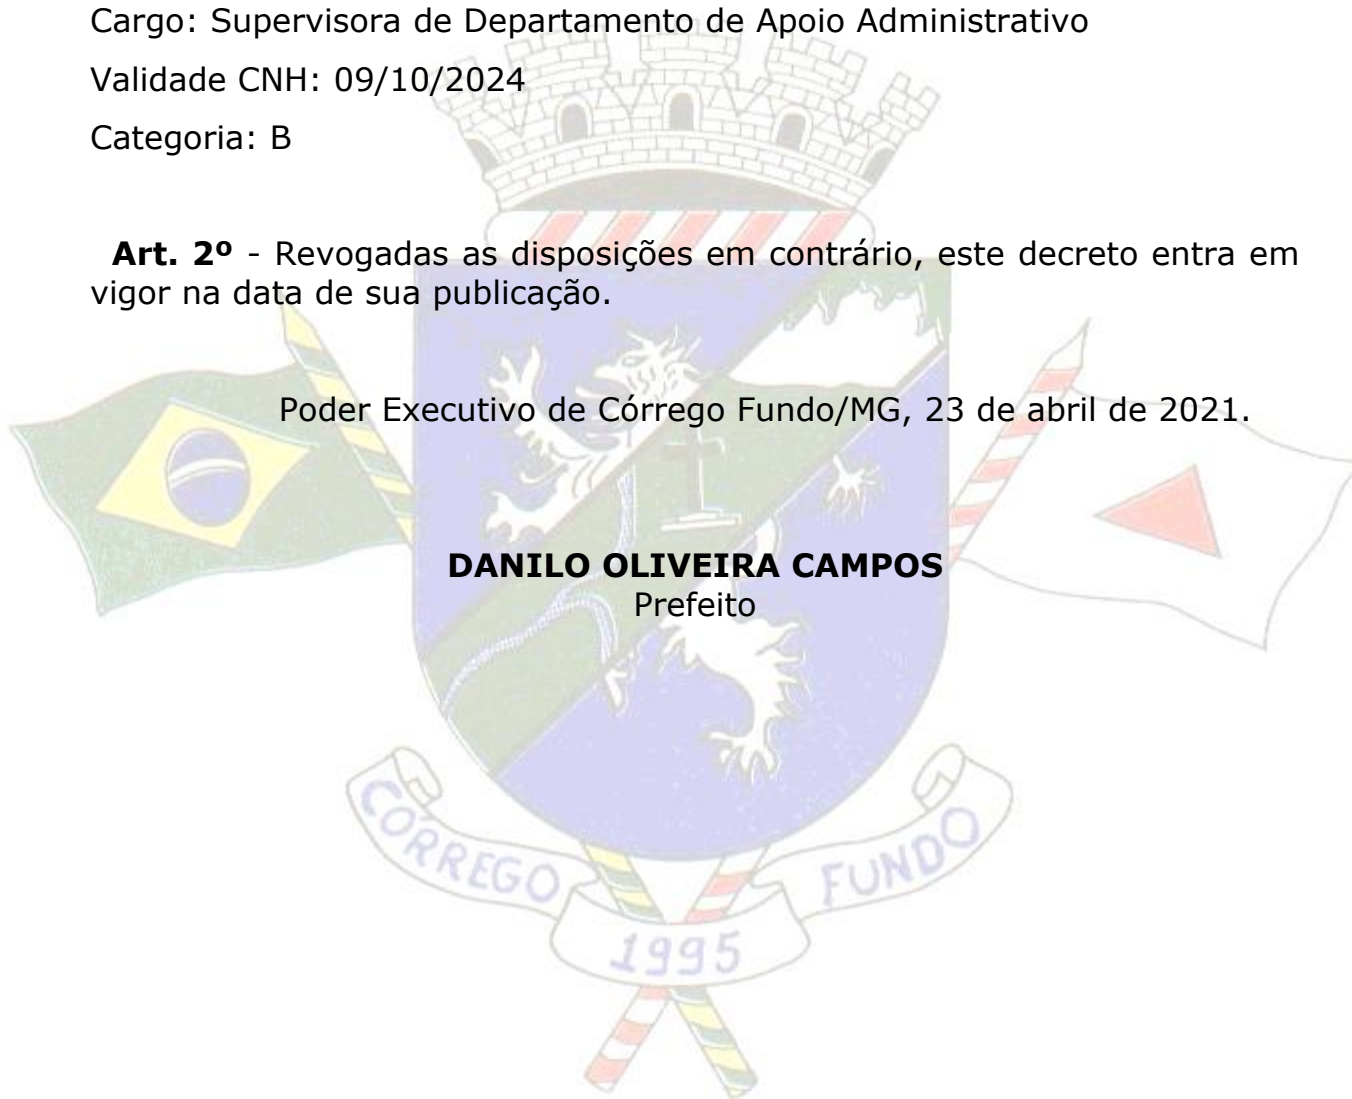 Cargo: Supervisora de Departamento de Apoio Administrativo
Validade CNH: 09/10/2024
Categoria: B
Art. 2º - Revogadas as disposições em contrário, este decreto entra em
vigor na data de sua publicação.
Poder Executivo de Córrego Fundo/MG, 23 de abril de 2021.
DANILO OLIVEIRA CAMPOS
Prefeito
CÓRREGO FUNDO
1995